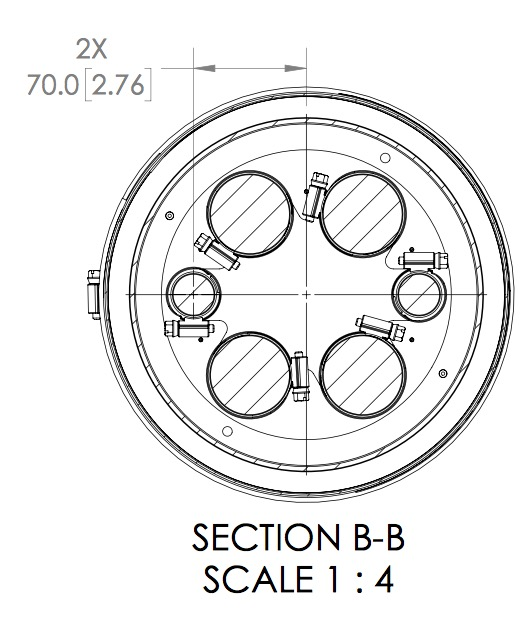 2X
70.0[2.76]
SECTION B-B
SCALE 1 : 4